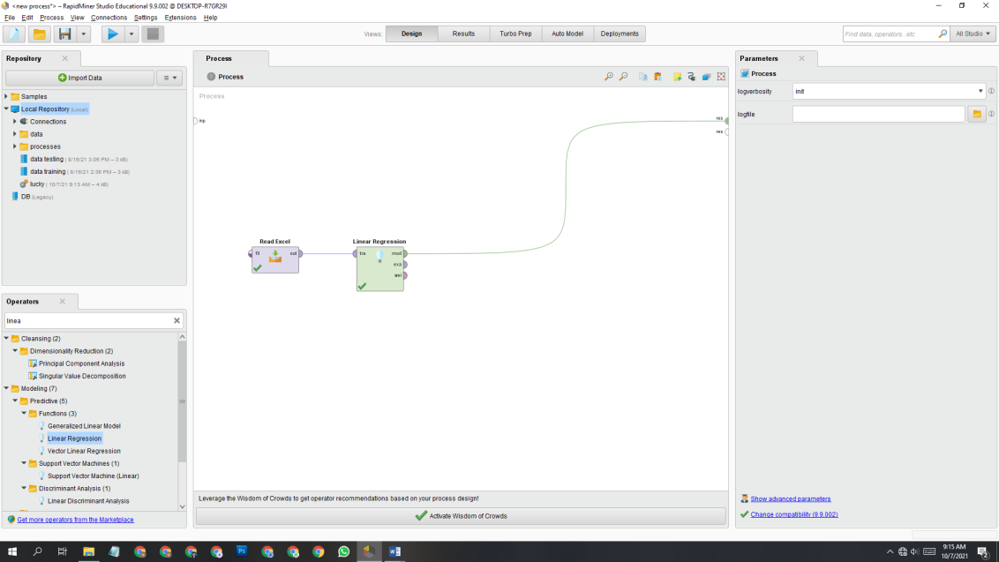 <new process*> – RapidMiner Studio Educational 9.9.002 @ DESKTOP-R7GR29I
File Edit Process View Connections Settings Extensions Help
Views: Design Results Turbo Prep Auto Model Deployments
Find data, operators...etc All Studio ▼
Repository
Import Data
Samples
Local Repository (Local)
Connections
data
processes
data testing ( 8/16/21 3:06 PM – 3 kB)
data training ( 8/16/21 2:36 PM – 3 kB)
lucky ( 10/7/21 9:13 AM – 4 kB)
DB (Legacy)
Operators
linea
Cleansing (2)
Dimensionality Reduction (2)
Principal Component Analysis
Singular Value Decomposition
Modeling (7)
Predictive (5)
Functions (3)
Generalized Linear Model
Linear Regression
Vector Linear Regression
Support Vector Machines (1)
Support Vector Machine (Linear)
Discriminant Analysis (1)
Linear Discriminant Analysis
Get more operators from the Marketplace
Process
Process
Process
inp
res
res
Read Excel
fil out
Linear Regression
tra mod
exa
wei
Leverage the Wisdom of Crowds to get operator recommendations based on your process design!
Activate Wisdom of Crowds
Parameters
Process
logverbosity init
logfile
Show advanced parameters
Change compatibility (9.9.002)
9:15 AM
10/7/2021
2